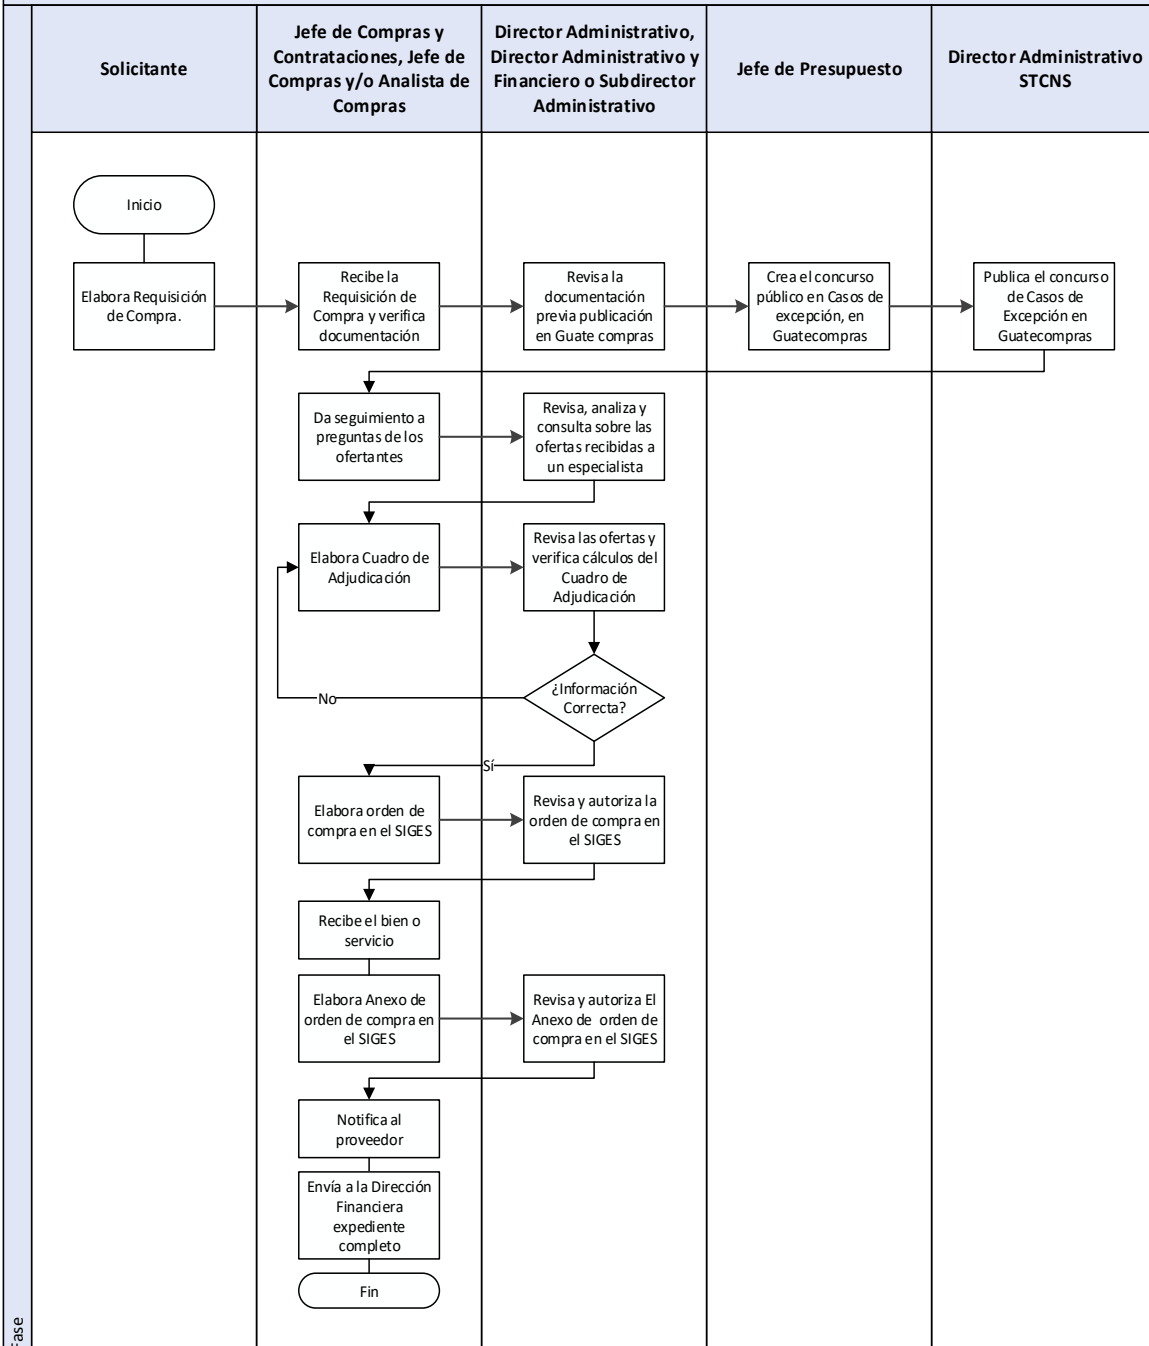 Solicitante
Jefe de Compras y
Contrataciones, Jefe de
Compras y/o Analista de
Compras
Director Administrativo,
Director Administrativo y
Financiero o Subdirector
Administrativo
Jefe de Presupuesto
Director Administrativo
STCNS
Inicio
Elabora Requisición
de Compra.
Recibe la
Requisición de
Compra y verifica
documentación
Revisa la
documentación
previa publicación
en Guate compras
Crea el concurso
público en Casos de
excepción, en
Guatecompras
Publica el concurso
de Casos de
Excepción en
Guatecompras
Da seguimiento a
preguntas de los
ofertantes
Revisa, analiza y
consulta sobre las
ofertas recibidas a
un especialista
Elabora Cuadro de
Adjudicación
Revisa las ofertas y
verifica cálculos del
Cuadro de
Adjudicación
¿Información
Correcta?
No
Sí
Elabora orden de
compra en el SIGES
Revisa y autoriza la
orden de compra en
el SIGES
Recibe el bien o
servicio
Elabora Anexo de
orden de compra en
el SIGES
Revisa y autoriza El
Anexo de orden de
compra en el SIGES
Notifica al
proveedor
Envía a la Dirección
Financiera
expediente
completo
Fin
Fase